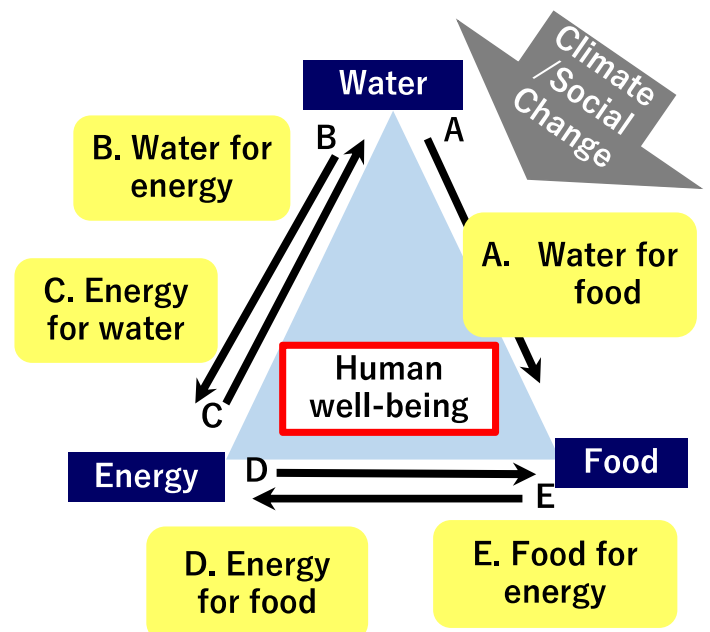 Climate
/Social
Change
Water
B
A
B. Water for
energy
A. Water for
food
C. Energy
for water
Human
well-being
C
Energy
D
Food
E
D. Energy
for food
E. Food for
energy